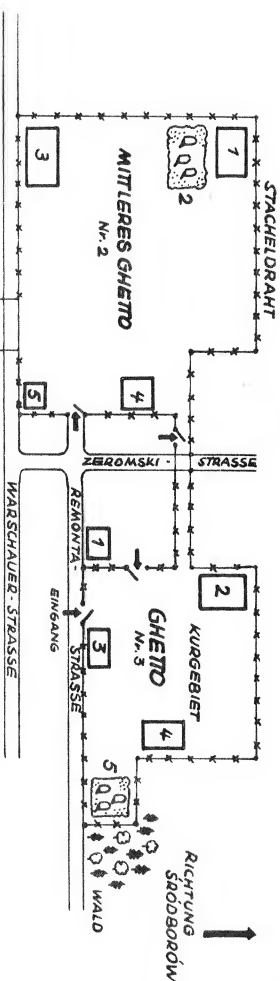 STACHELDRAHT
1
2
MITTLERES GHETTO
Nr. 2
3
4
5
ZEROMSKI - STRASSE
REMONTA-
STRASSE
EINGANG
WARSCHAUER-STRASSE
1
2
KURGEBIET
GHETTO
Nr. 3
3
4
5
WALD
RICHTUNG
ŚRÓDBORÓW